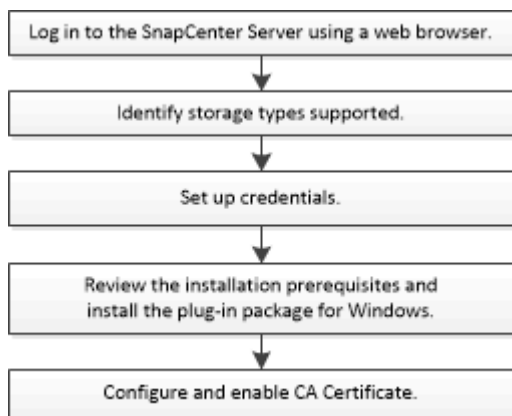 Log in to the SnapCenter Server using a web browser.
Identify storage types supported.
Set up credentials.
Review the installation prerequisites and
install the plug-in package for Windows.
Configure and enable CA Certificate.